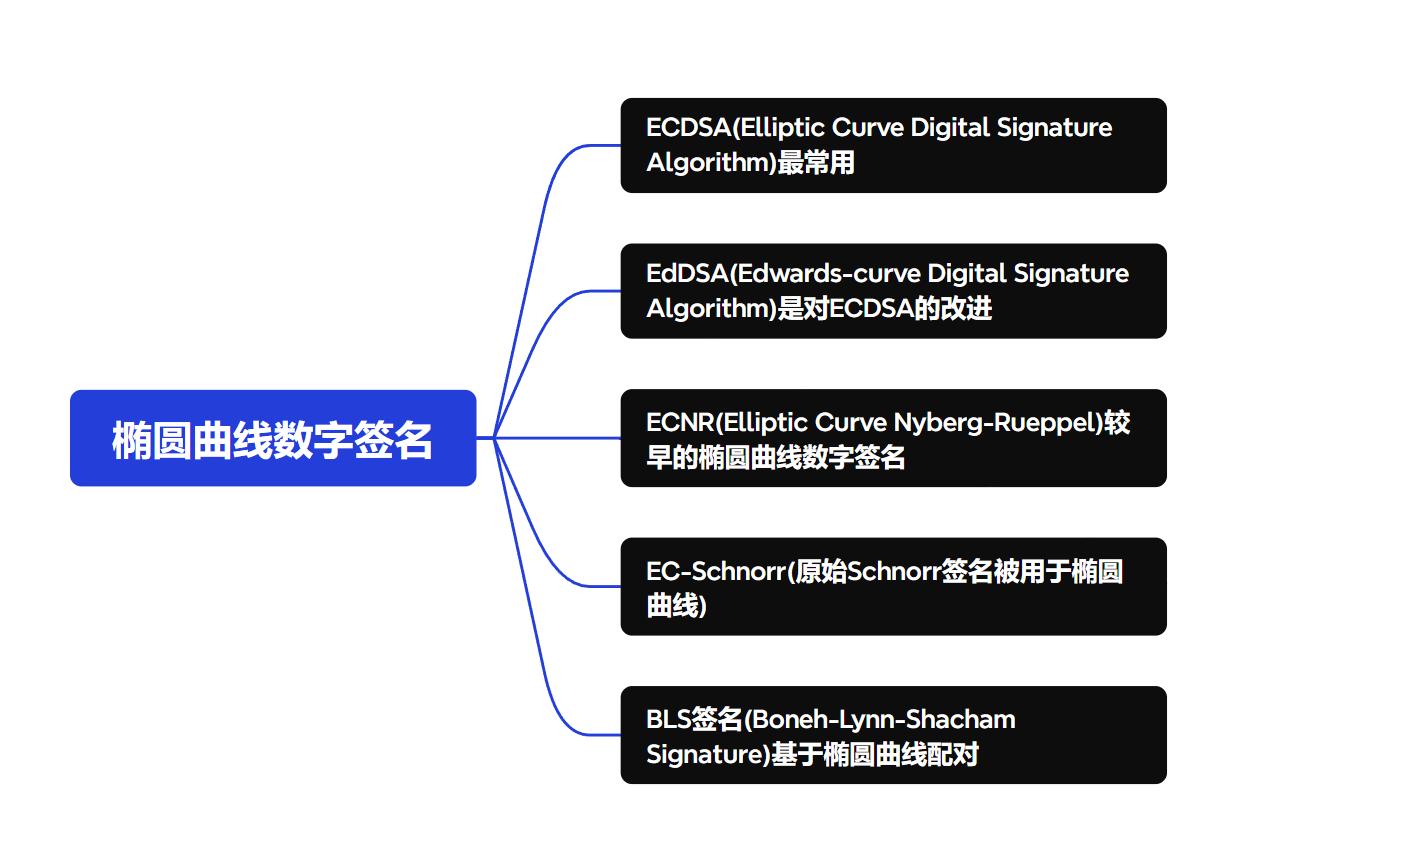 椭圆曲线数字签名
ECDSA(Elliptic Curve Digital Signature
Algorithm)最常用
EdDSA(Edwards-curve Digital Signature
Algorithm)是对ECDSA的改进
ECNR(Elliptic Curve Nyberg-Rueppel)较
早的椭圆曲线数字签名
EC-Schnorr(原始Schnorr签名被用于椭圆
曲线)
BLS签名(Boneh-Lynn-Shacham
Signature)基于椭圆曲线配对